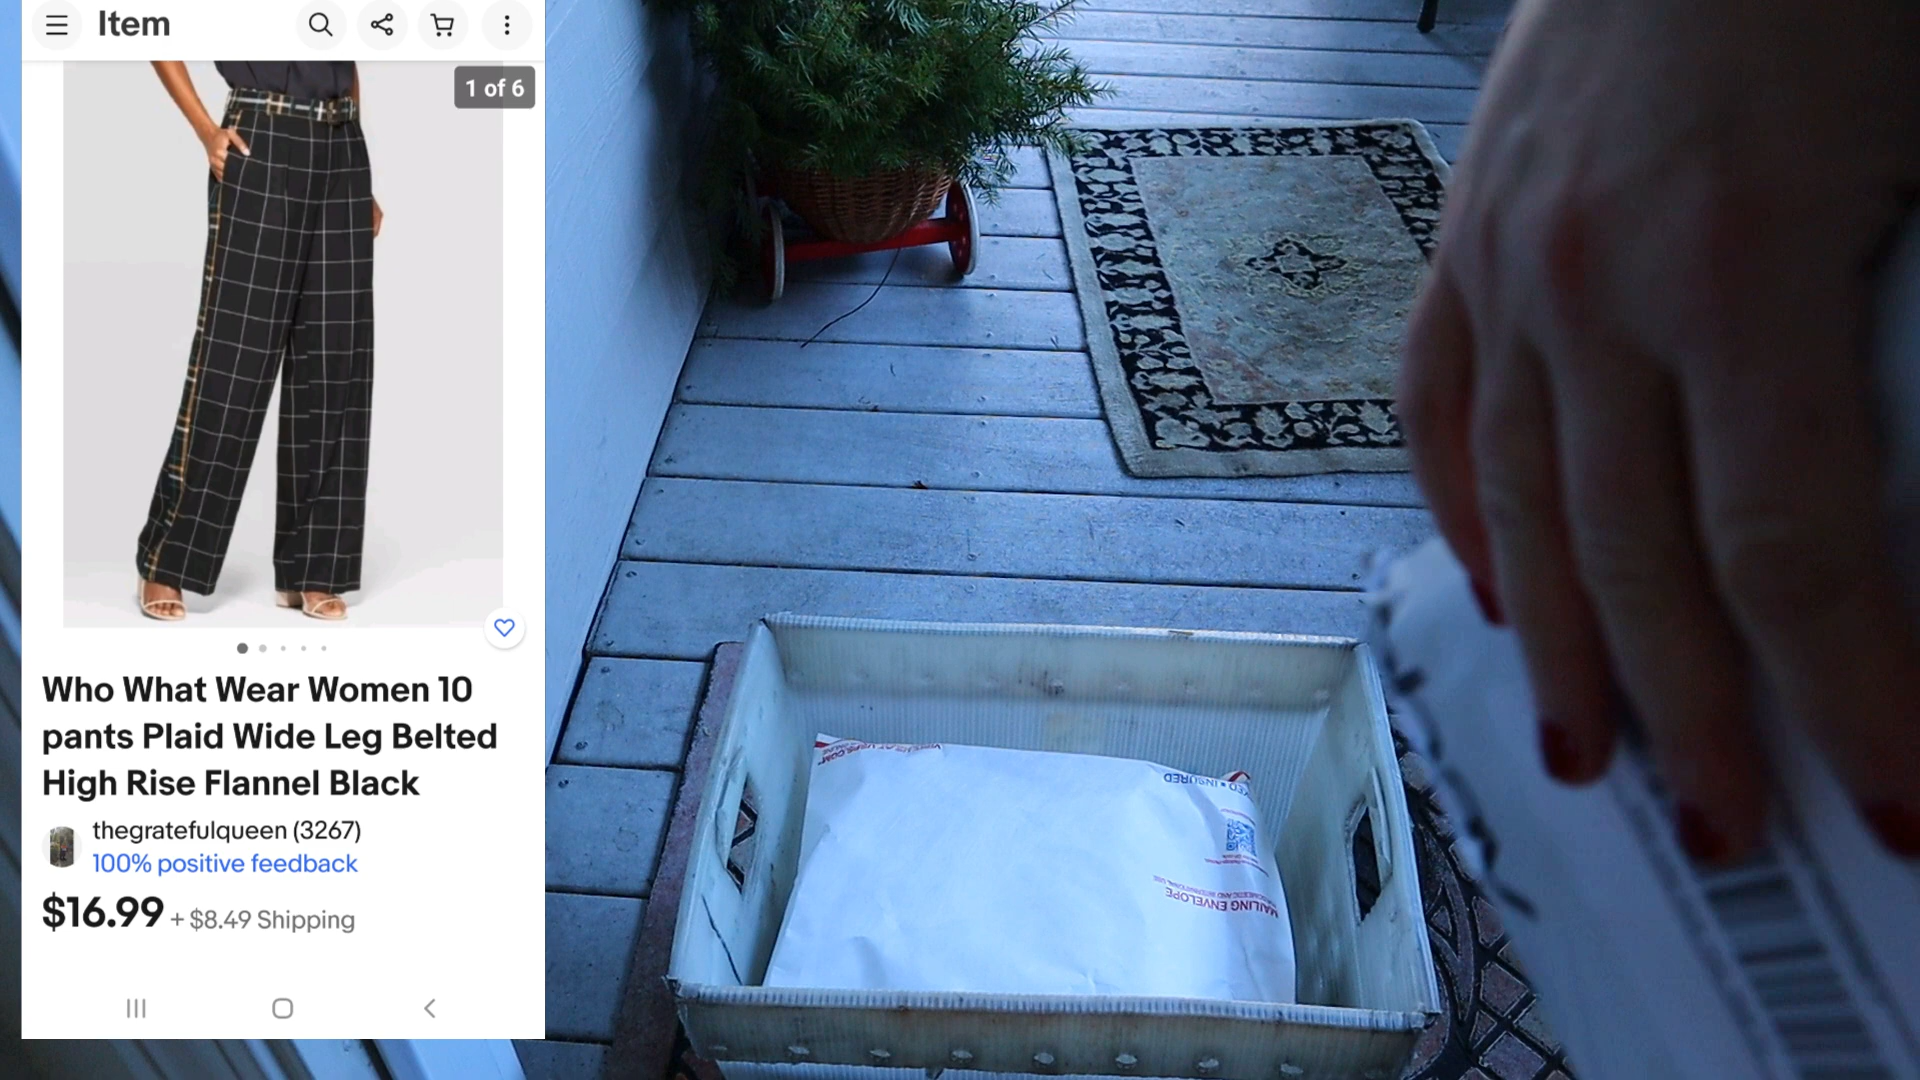 Item
1 of 6
Who What Wear Women 10
pants Plaid Wide Leg Belted
High Rise Flannel Black
thegratefulqueen (3267)
100% positive feedback
$16.99 + $8.49 Shipping
INSURED
MAILING ENVELOPE